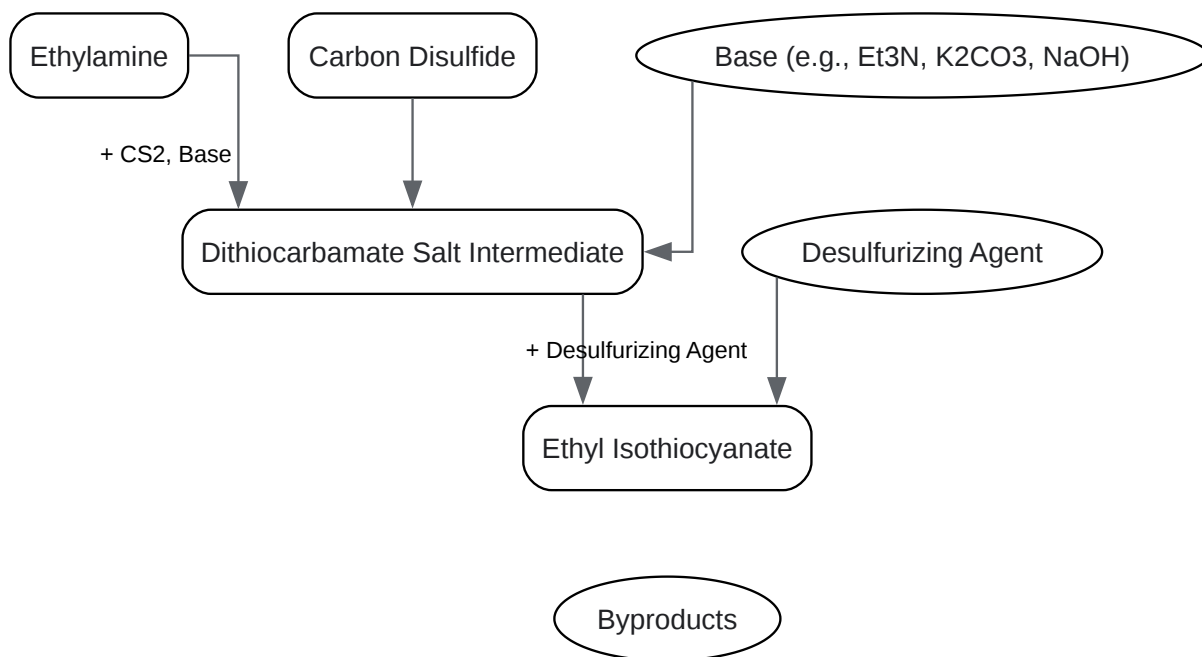 Ethylamine
Carbon Disulfide
Base (e.g., Et3N, K2CO3, NaOH)
+ CS2, Base
Dithiocarbamate Salt Intermediate
Desulfurizing Agent
+ Desulfurizing Agent
Ethyl Isothiocyanate
Byproducts